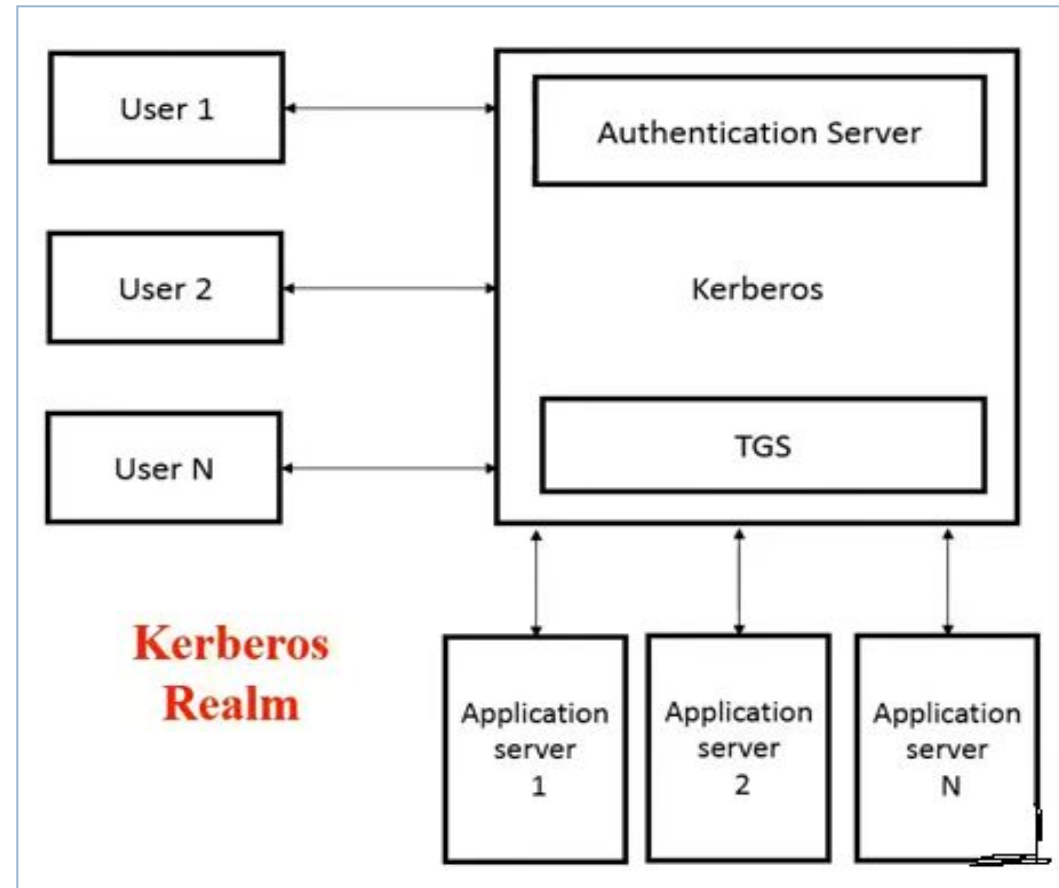 User 1
Authentication Server
User 2
Kerberos
User N
TGS
Kerberos
Realm
Application
server
1
Application
server
2
Application
server
N